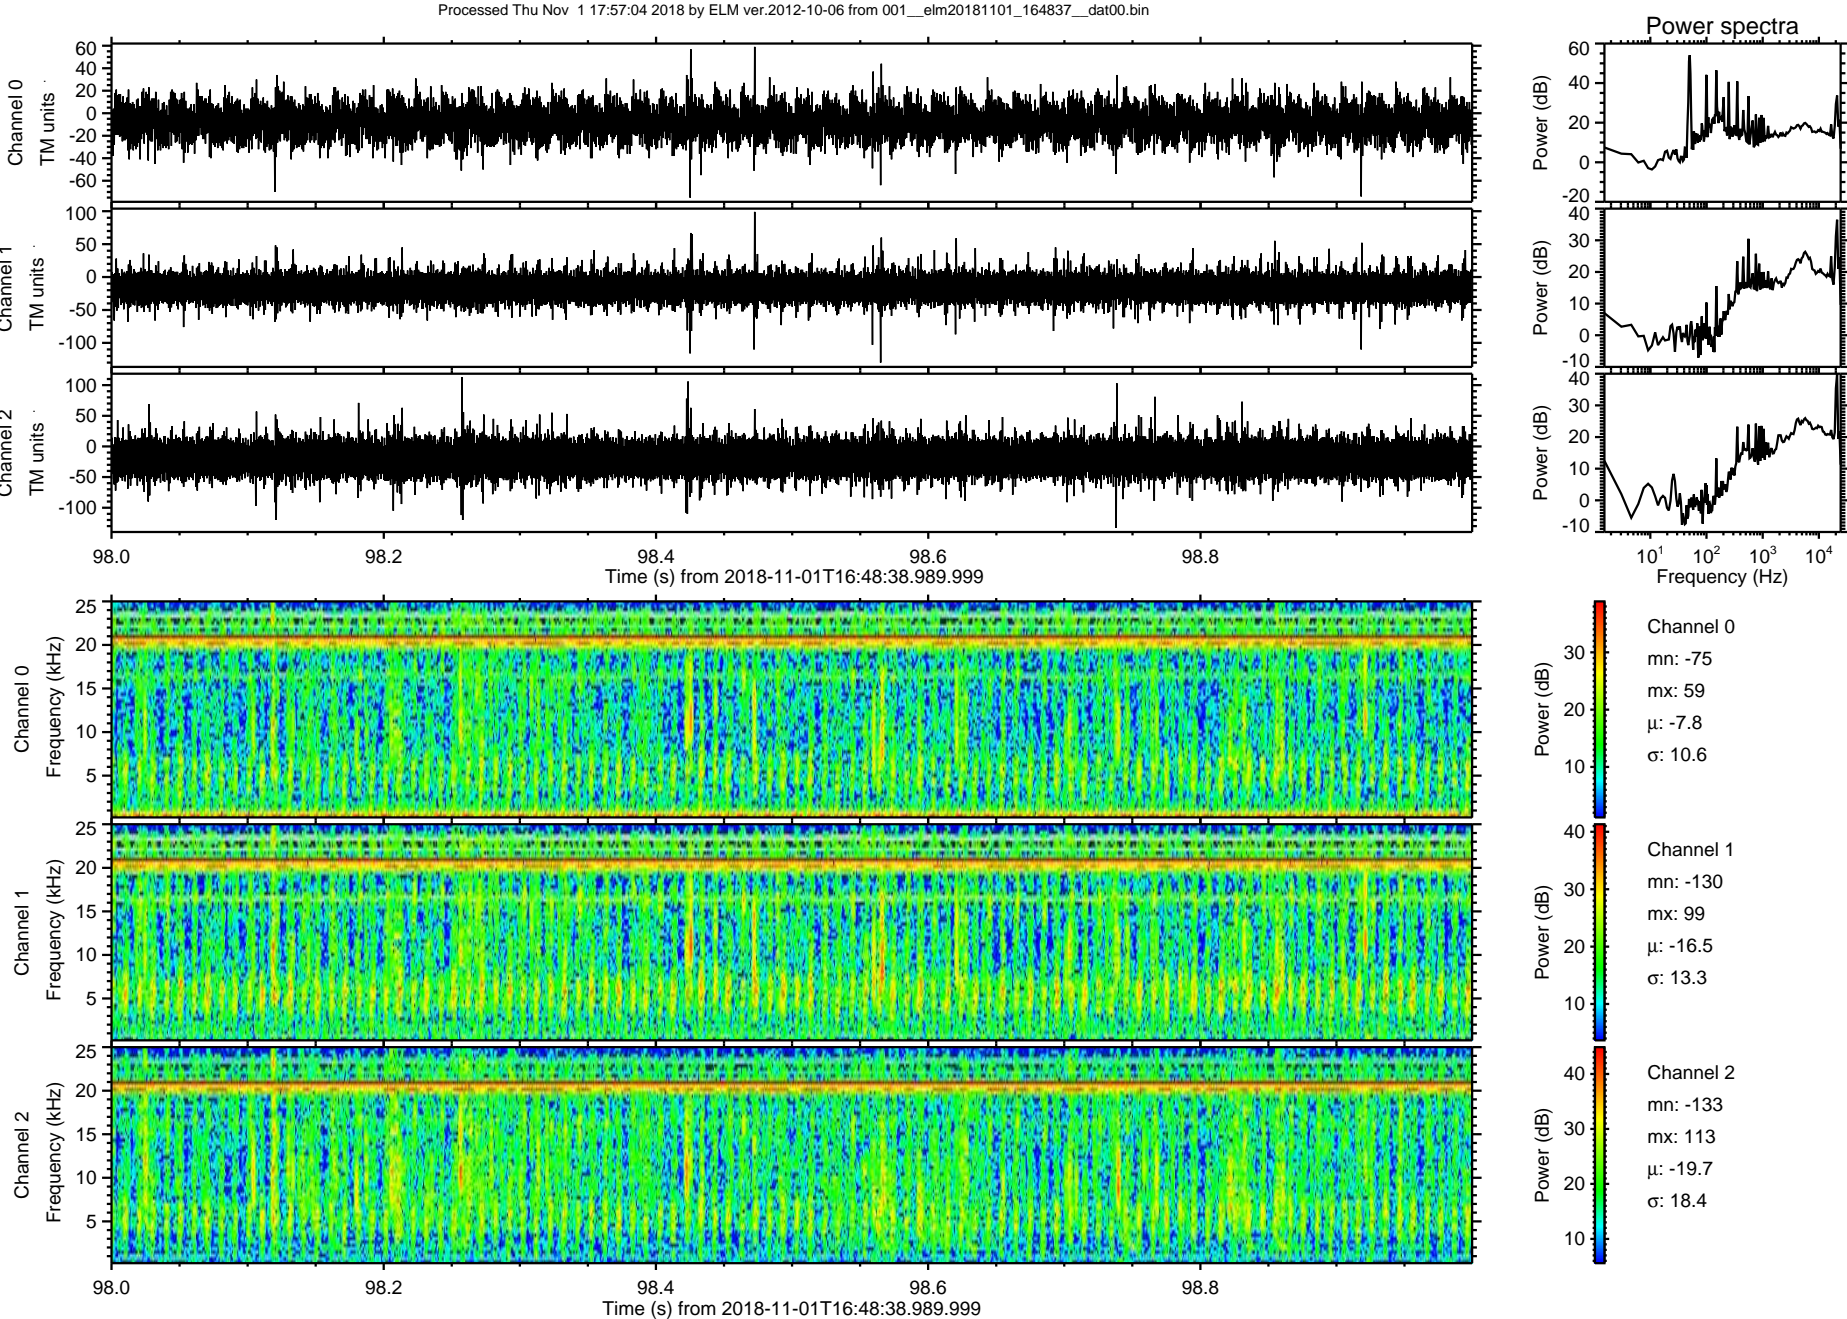 Processed Thu Nov  1 17:57:04 2018 by ELM ver.2012-10-06 from 001__elm20181101_164837__dat00.bin
Power spectra
Channel 0
TM units
60
40
20
0
-20
-40
-60
Power (dB)
60
40
20
0
-20
Channel 1
TM units
100
50
0
-50
-100
Power (dB)
40
30
20
10
0
-10
Channel 2
TM units
100
50
0
-50
-100
Power (dB)
40
30
20
10
0
-10
98.0 98.2 98.4 98.6 98.8
Time (s) from 2018-11-01T16:48:38.989.999
10^1 10^2 10^3 10^4
Frequency (Hz)
Channel 0
Frequency (kHz)
25
20
15
10
5
Power (dB)
30
20
10
Channel 0
mn: -75
mx: 59
μ: -7.8
σ: 10.6
Channel 1
Frequency (kHz)
25
20
15
10
5
Power (dB)
40
30
20
10
Channel 1
mn: -130
mx: 99
μ: -16.5
σ: 13.3
Channel 2
Frequency (kHz)
25
20
15
10
5
Power (dB)
40
30
20
10
Channel 2
mn: -133
mx: 113
μ: -19.7
σ: 18.4
98.0 98.2 98.4 98.6 98.8
Time (s) from 2018-11-01T16:48:38.989.999